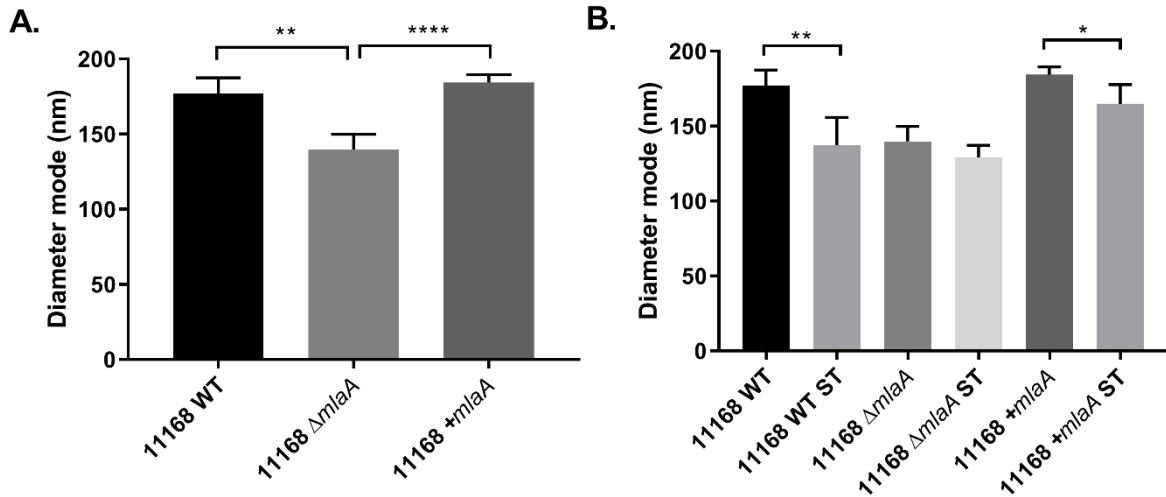 A.
** ****
Diameter mode (nm)
200
150
100
50
0
11168 WT
11168 ΔmlaA
11168 +mlaA
B.
** *
Diameter mode (nm)
200
150
100
50
0
11168 WT
11168 WT ST
11168 ΔmlaA
11168 ΔmlaA ST
11168 +mlaA
11168 +mlaA ST